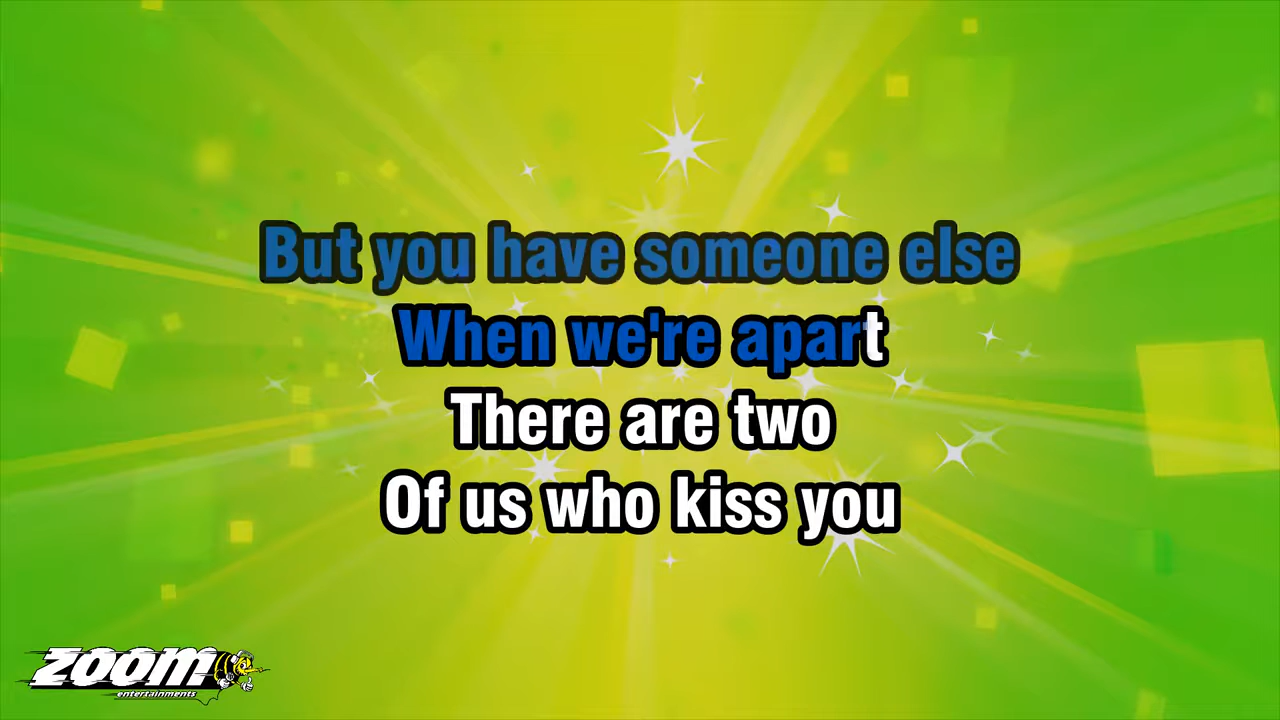 But you have someone else
When we're apart
There are two
Of us who kiss you
ZOOM
entertainments